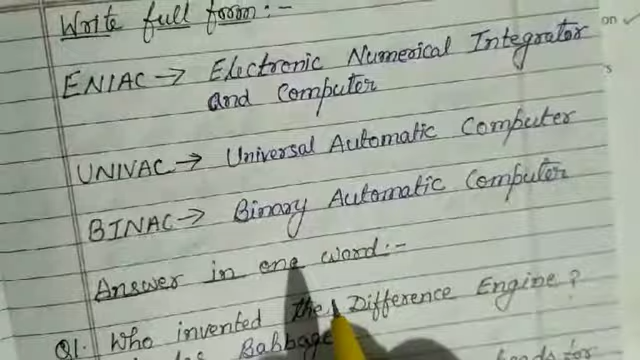 Write full form:-
on
ENIAC → Electronic Numerical Integrator
and Computer
UNIVAC → Universal Automatic Computer
BINAC → Binary Automatic Computer
Answer in one word:-
Q1. Who invented the Difference Engine?
Babbage